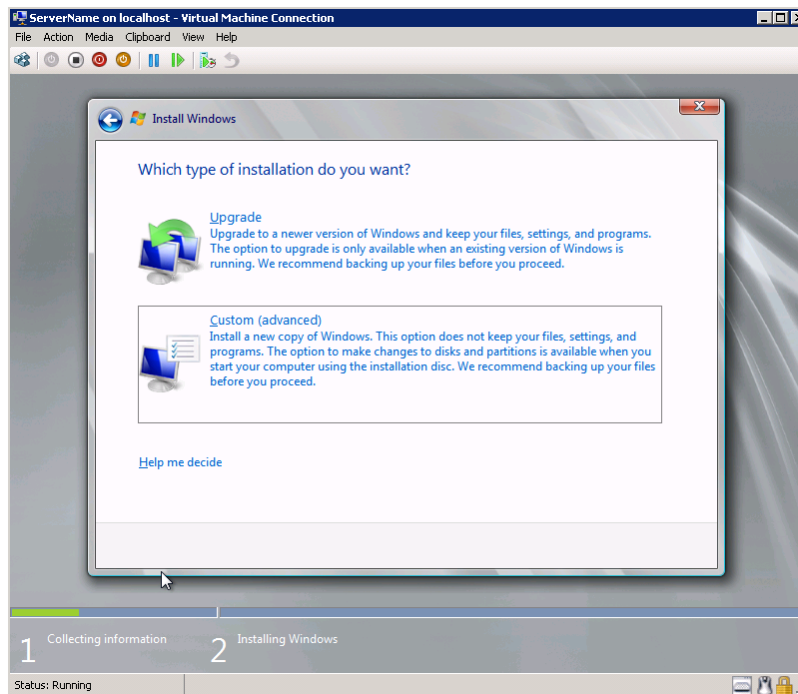 ServerName on localhost - Virtual Machine Connection
File Action Media Clipboard View Help
Install Windows
Which type of installation do you want?
Upgrade
Upgrade to a newer version of Windows and keep your files, settings, and programs.
The option to upgrade is only available when an existing version of Windows is
running. We recommend backing up your files before you proceed.
Custom (advanced)
Install a new copy of Windows. This option does not keep your files, settings, and
programs. The option to make changes to disks and partitions is available when you
start your computer using the installation disc. We recommend backing up your files
before you proceed.
Help me decide
1 Collecting information 2 Installing Windows
Status: Running